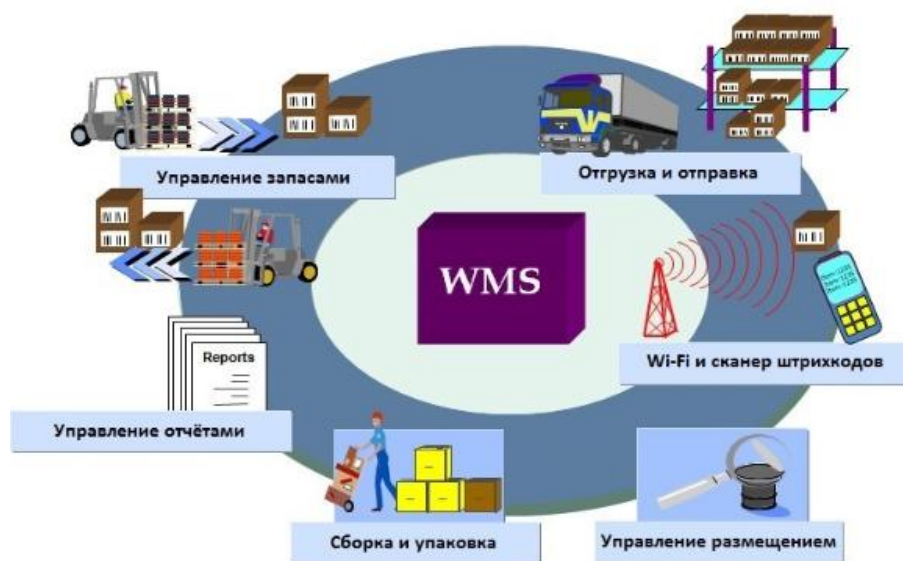 Управление запасами
Отгрузка и отправка
WMS
Wi-Fi и сканер штрихкодов
Reports
Управление отчётами
Сборка и упаковка
Управление размещением